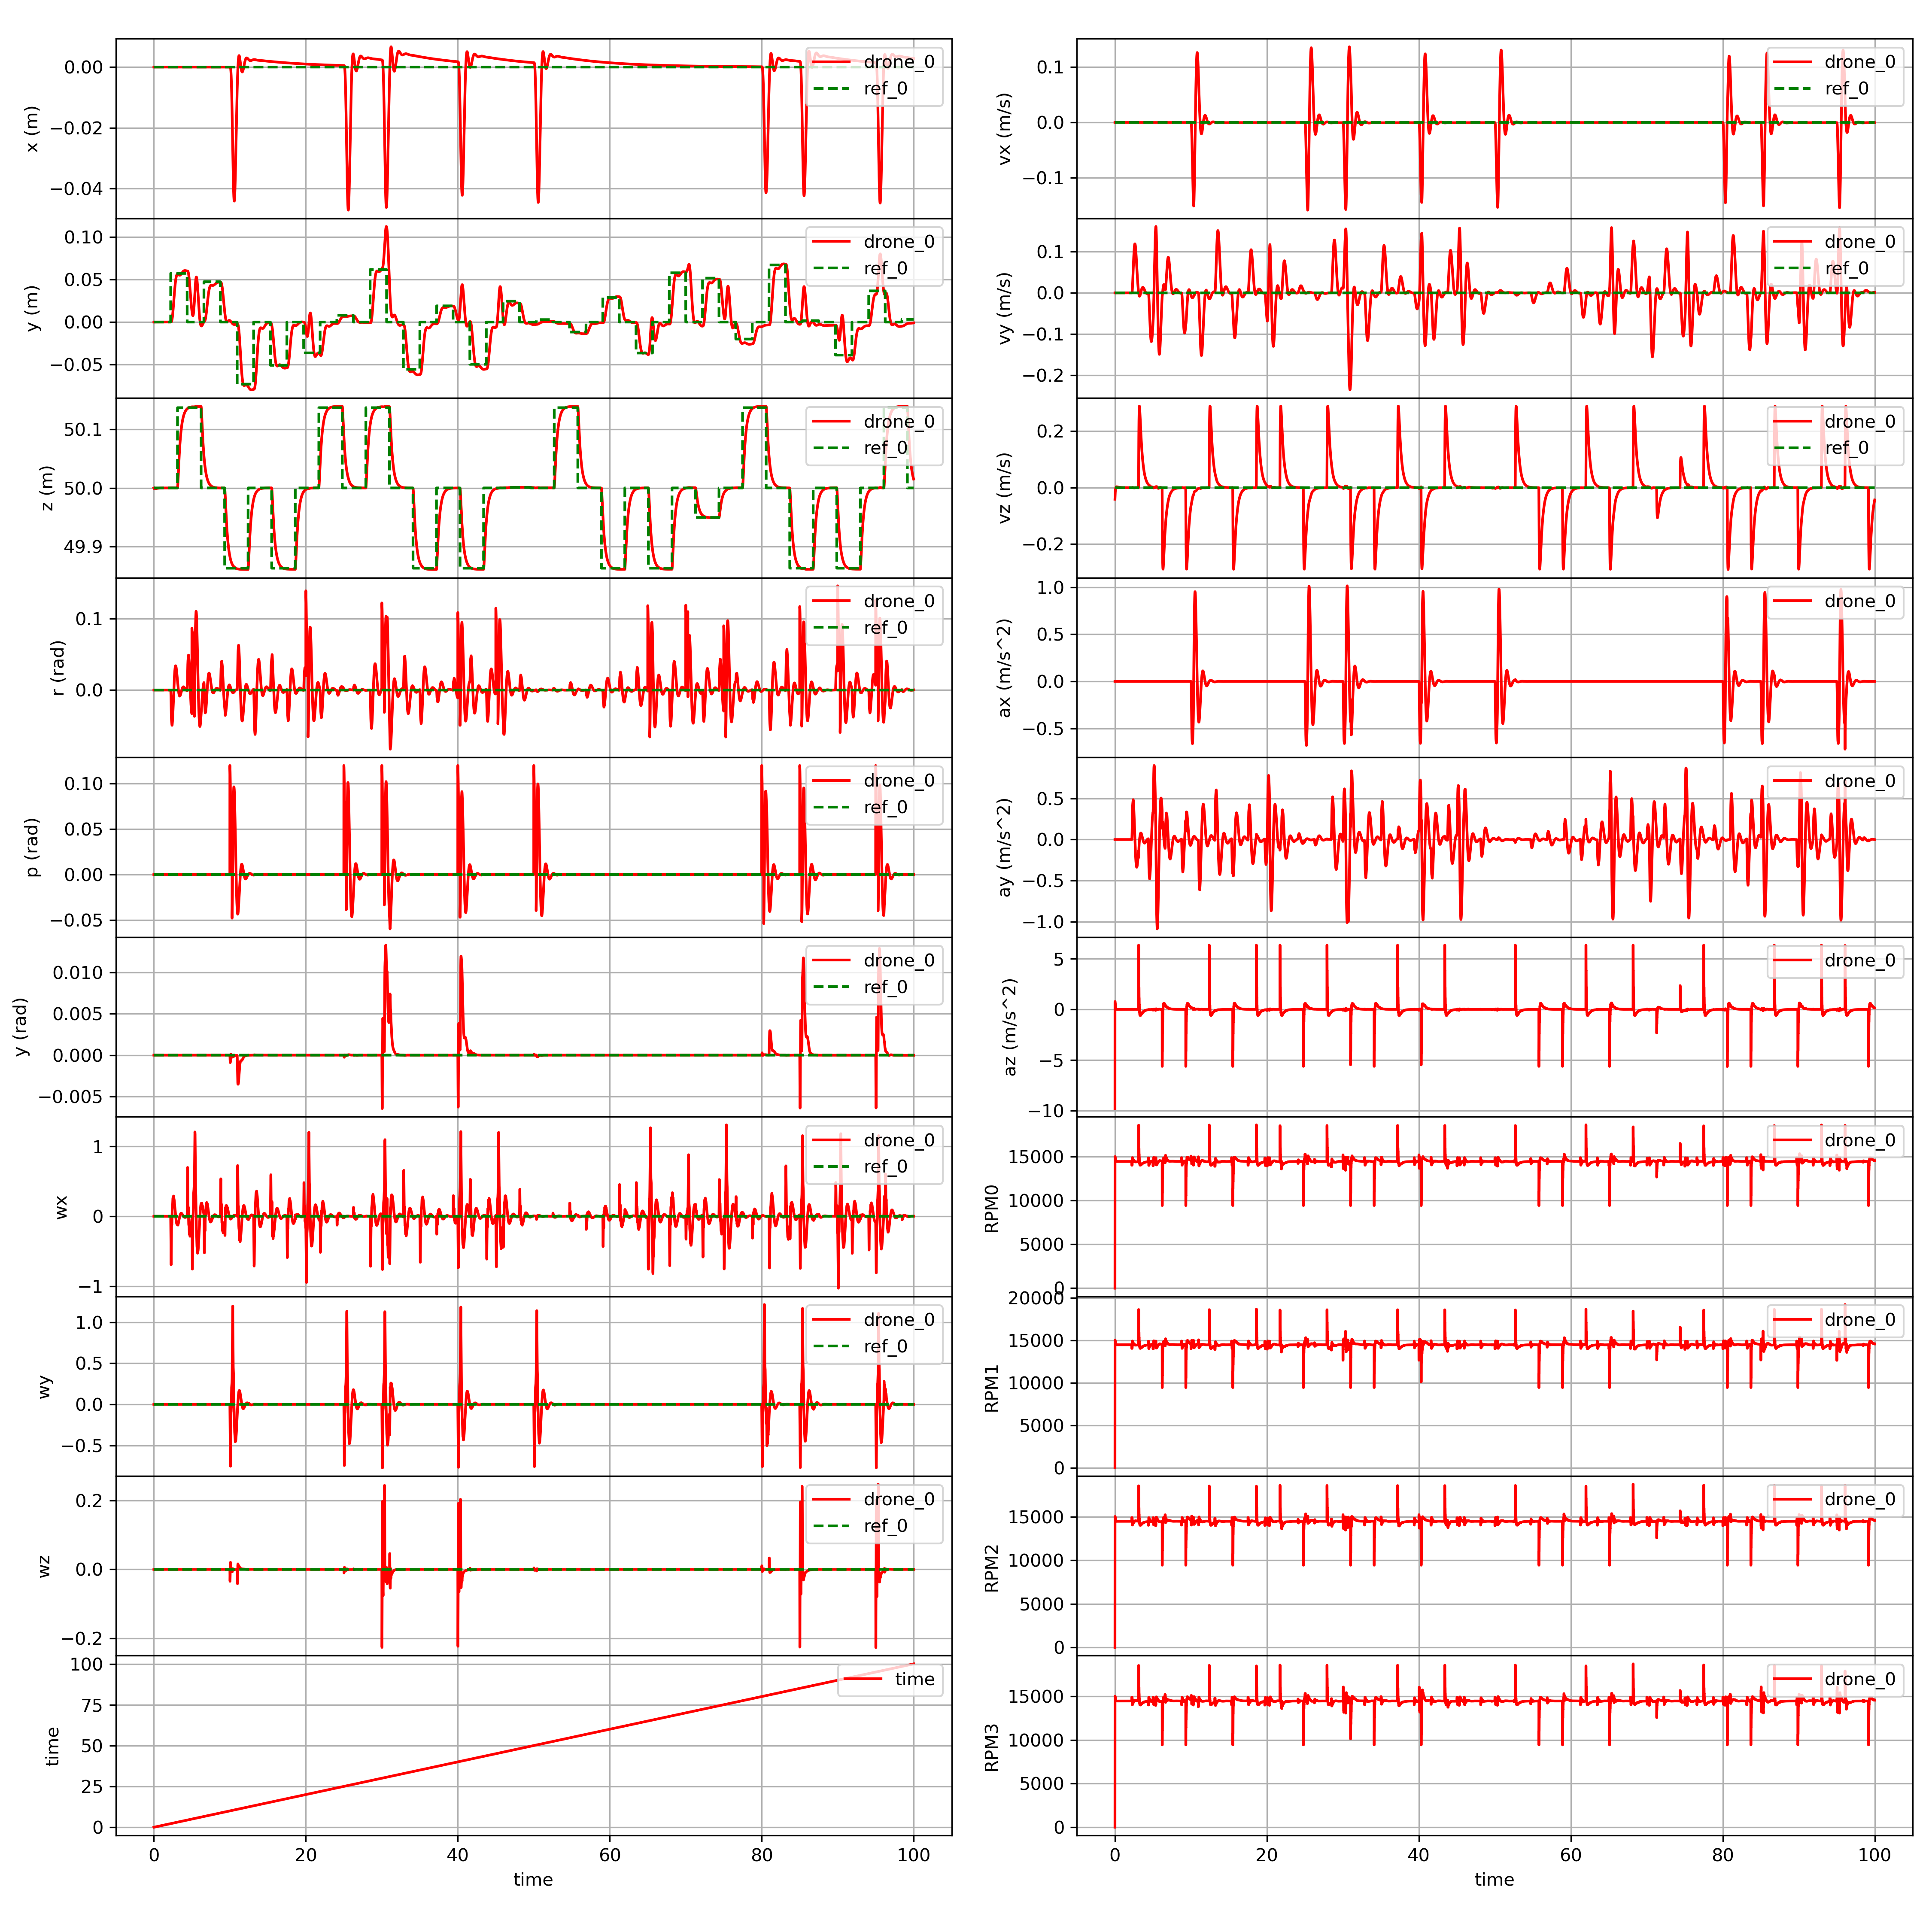 x (m)
0.00
−0.02
−0.04
drone_0
ref_0
y (m)
0.10
0.05
0.00
−0.05
drone_0
ref_0
z (m)
50.1
50.0
49.9
drone_0
ref_0
r (rad)
0.1
0.0
drone_0
ref_0
p (rad)
0.10
0.05
0.00
−0.05
drone_0
ref_0
y (rad)
0.010
0.005
0.000
−0.005
drone_0
ref_0
wx
1
0
−1
drone_0
ref_0
wy
1.0
0.5
0.0
−0.5
drone_0
ref_0
wz
0.2
0.0
−0.2
drone_0
ref_0
time
100
75
50
25
0
time
0 20 40 60 80 100
time
vx (m/s)
0.1
0.0
−0.1
drone_0
ref_0
vy (m/s)
0.1
0.0
−0.1
−0.2
drone_0
ref_0
vz (m/s)
0.2
0.0
−0.2
drone_0
ref_0
ax (m/s^2)
1.0
0.5
0.0
−0.5
drone_0
ay (m/s^2)
0.5
0.0
−0.5
−1.0
drone_0
az (m/s^2)
5
0
−5
−10
drone_0
RPM0
15000
10000
5000
0
drone_0
RPM1
20000
15000
10000
5000
0
drone_0
RPM2
15000
10000
5000
0
drone_0
RPM3
15000
10000
5000
0
drone_0
0 20 40 60 80 100
time